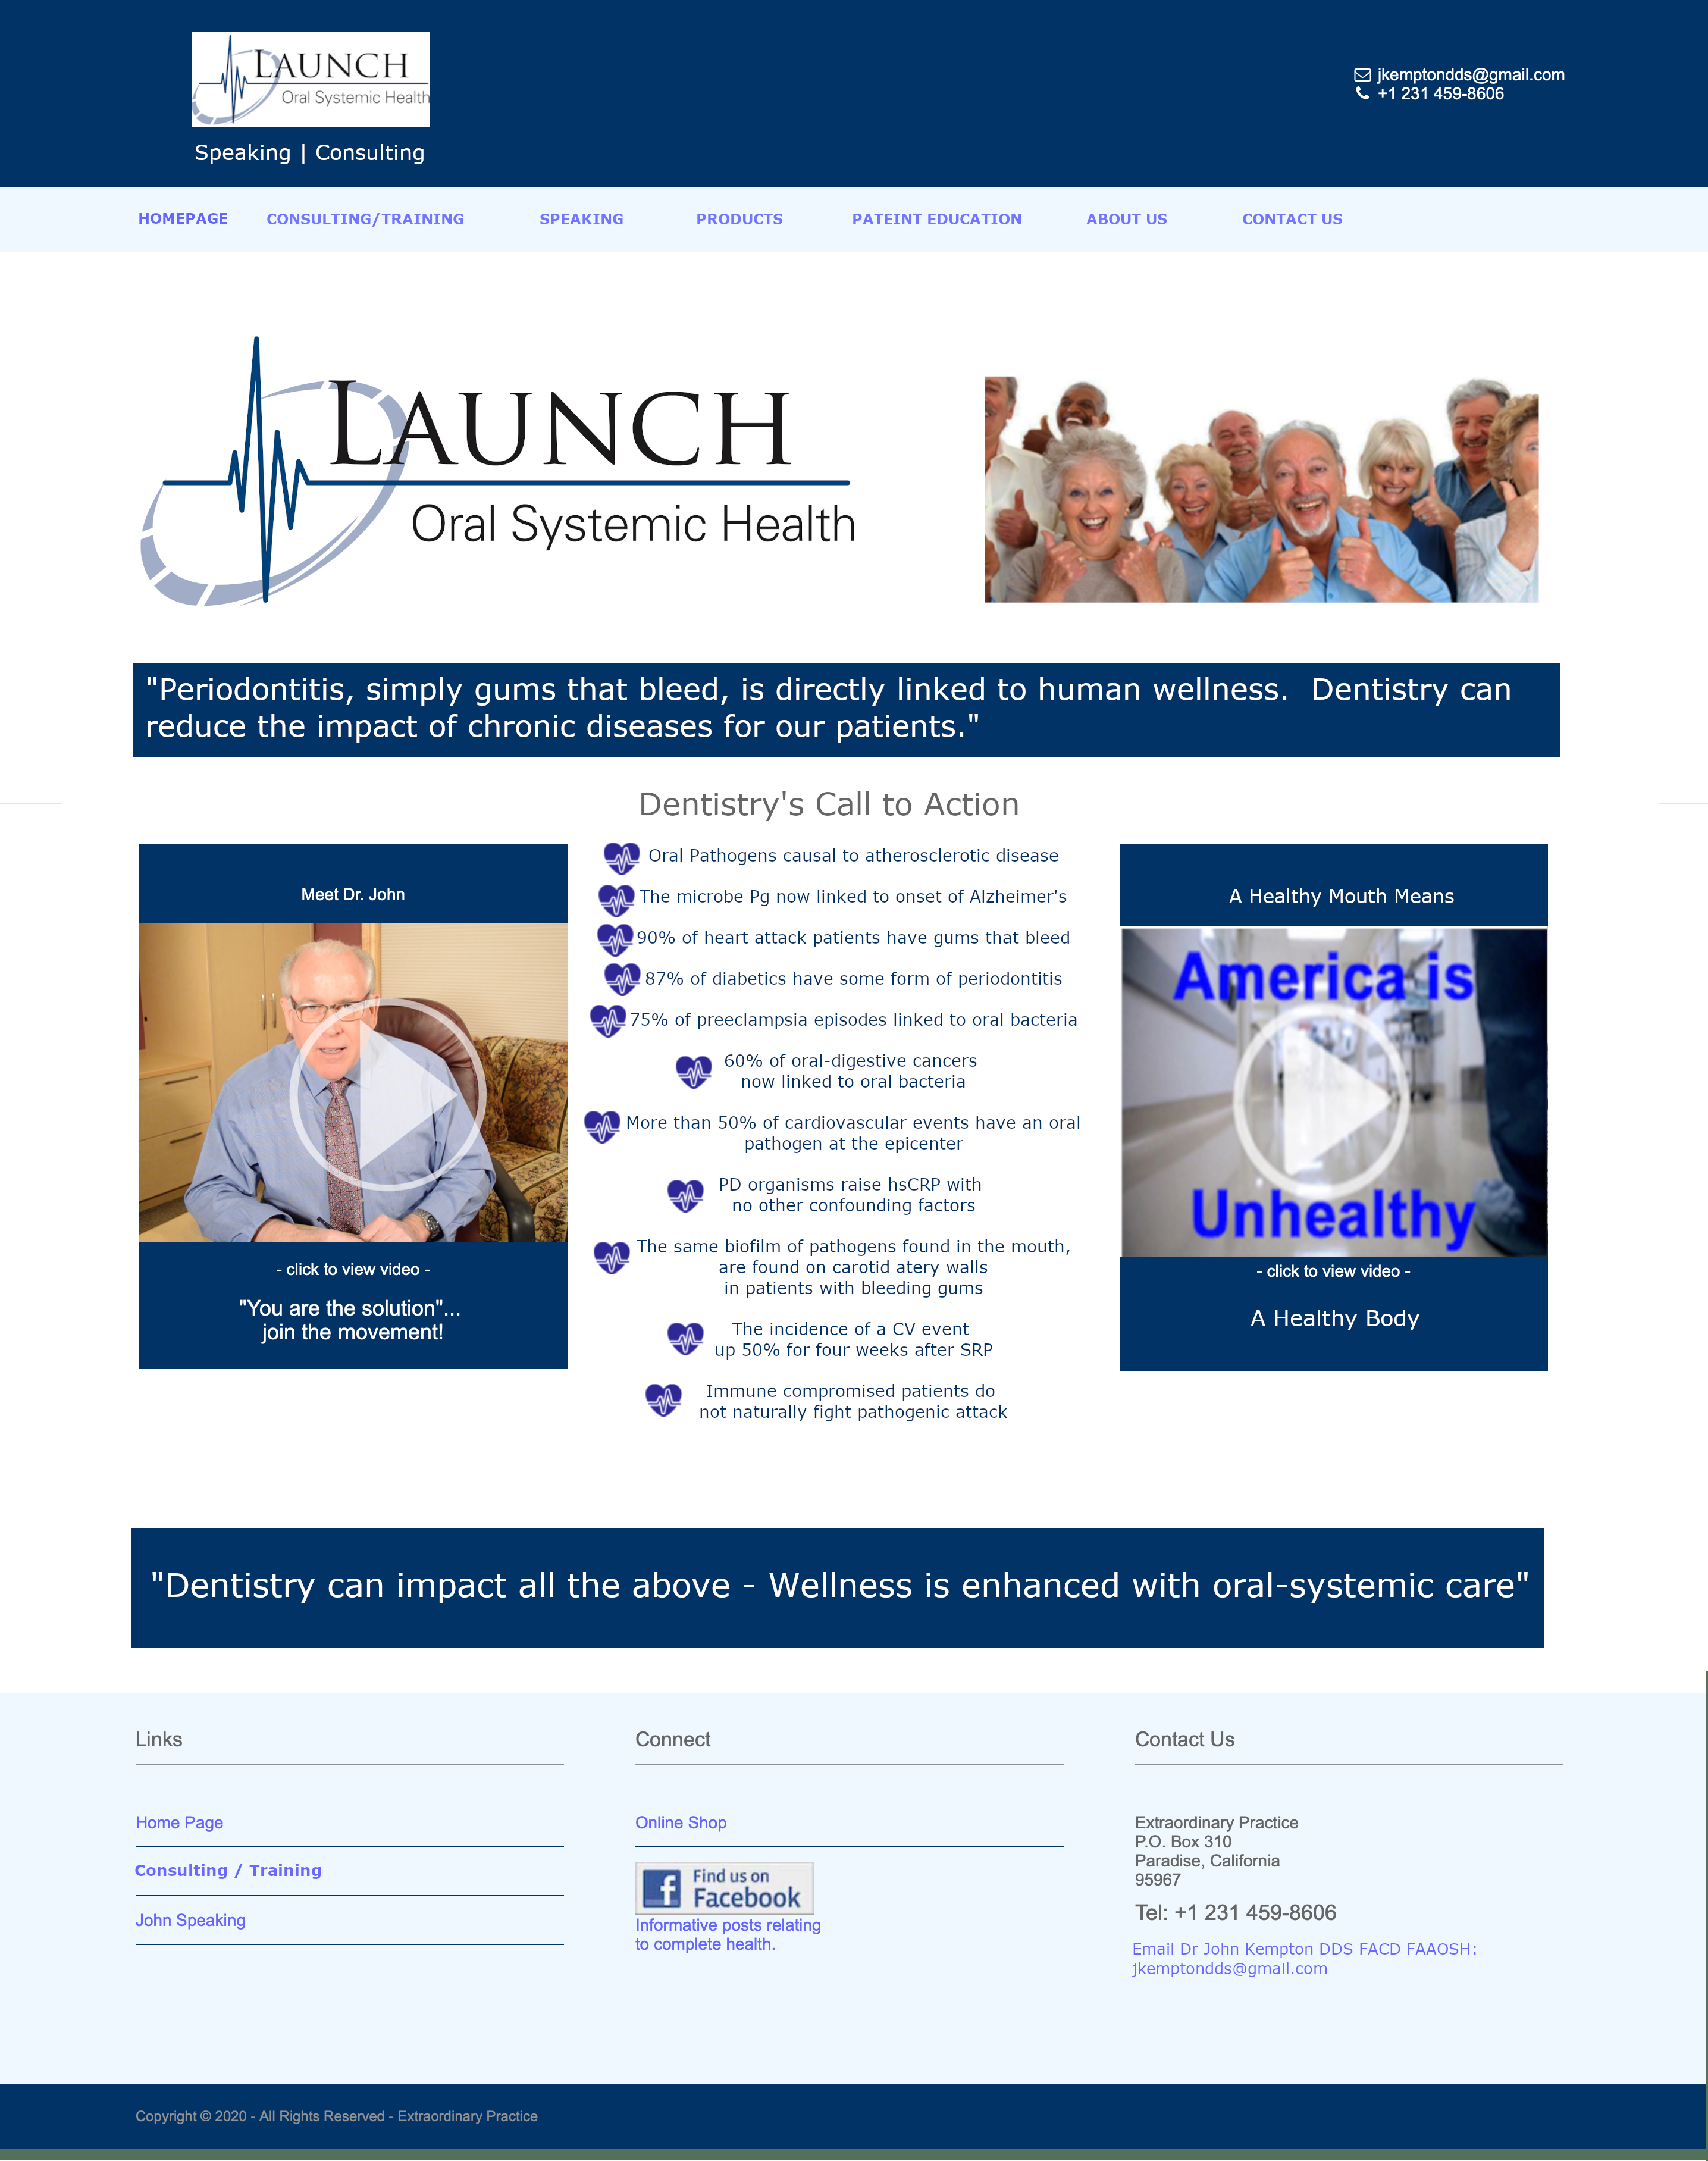 LAUNCH
Oral Systemic Health
Speaking | Consulting
jkemptondds@gmail.com
+1 231 459-8606
HOMEPAGE
CONSULTING/TRAINING
SPEAKING
PRODUCTS
PATEINT EDUCATION
ABOUT US
CONTACT US
LAUNCH
Oral Systemic Health
"Periodontitis, simply gums that bleed, is directly linked to human wellness. Dentistry can
reduce the impact of chronic diseases for our patients."
Dentistry's Call to Action
Meet Dr. John
- click to view video -
"You are the solution"...
join the movement!
Oral Pathogens causal to atherosclerotic disease
The microbe Pg now linked to onset of Alzheimer's
90% of heart attack patients have gums that bleed
87% of diabetics have some form of periodontitis
75% of preeclampsia episodes linked to oral bacteria
60% of oral-digestive cancers
now linked to oral bacteria
More than 50% of cardiovascular events have an oral
pathogen at the epicenter
PD organisms raise hsCRP with
no other confounding factors
The same biofilm of pathogens found in the mouth,
are found on carotid atery walls
in patients with bleeding gums
The incidence of a CV event
up 50% for four weeks after SRP
Immune compromised patients do
not naturally fight pathogenic attack
A Healthy Mouth Means
America is
Unhealthy
- click to view video -
A Healthy Body
"Dentistry can impact all the above - Wellness is enhanced with oral-systemic care"
Links
Home Page
Consulting / Training
John Speaking
Connect
Online Shop
Find us on
Facebook
Informative posts relating
to complete health.
Contact Us
Extraordinary Practice
P.O. Box 310
Paradise, California
95967
Tel: +1 231 459-8606
Email Dr John Kempton DDS FACD FAAOSH:
jkemptondds@gmail.com
Copyright © 2020 - All Rights Reserved - Extraordinary Practice